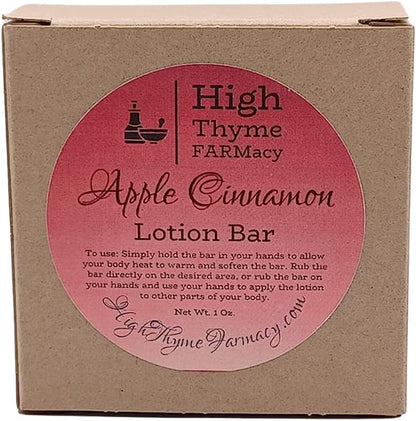 High
Thyme
FARMacy
Apple Cinnamon
Lotion Bar
To use: Simply hold the bar in your hands to allow
your body heat to warm and soften the bar. Rub the
bar directly on the desired area, or rub the bar on
your hands and use your hands to apply the lotion
to other parts of your body.
Net Wt. 1 Oz.
HighThymeFarmacy.com